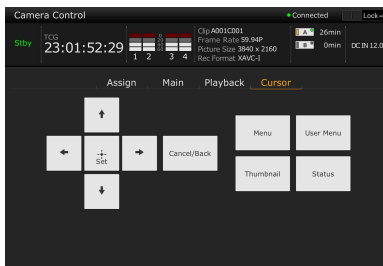 Camera Control
Connected
Lock
Stby
TCG
23:01:52:29
1 2 3 4
Clip A001C001
Frame Rate 59.94P
Picture Size 3840 x 2160
Rec Format XAVC-I
A 26min
B 0min
DC IN 12.0
Assign Main Playback Cursor
Set
Cancel/Back
Menu
User Menu
Thumbnail
Status